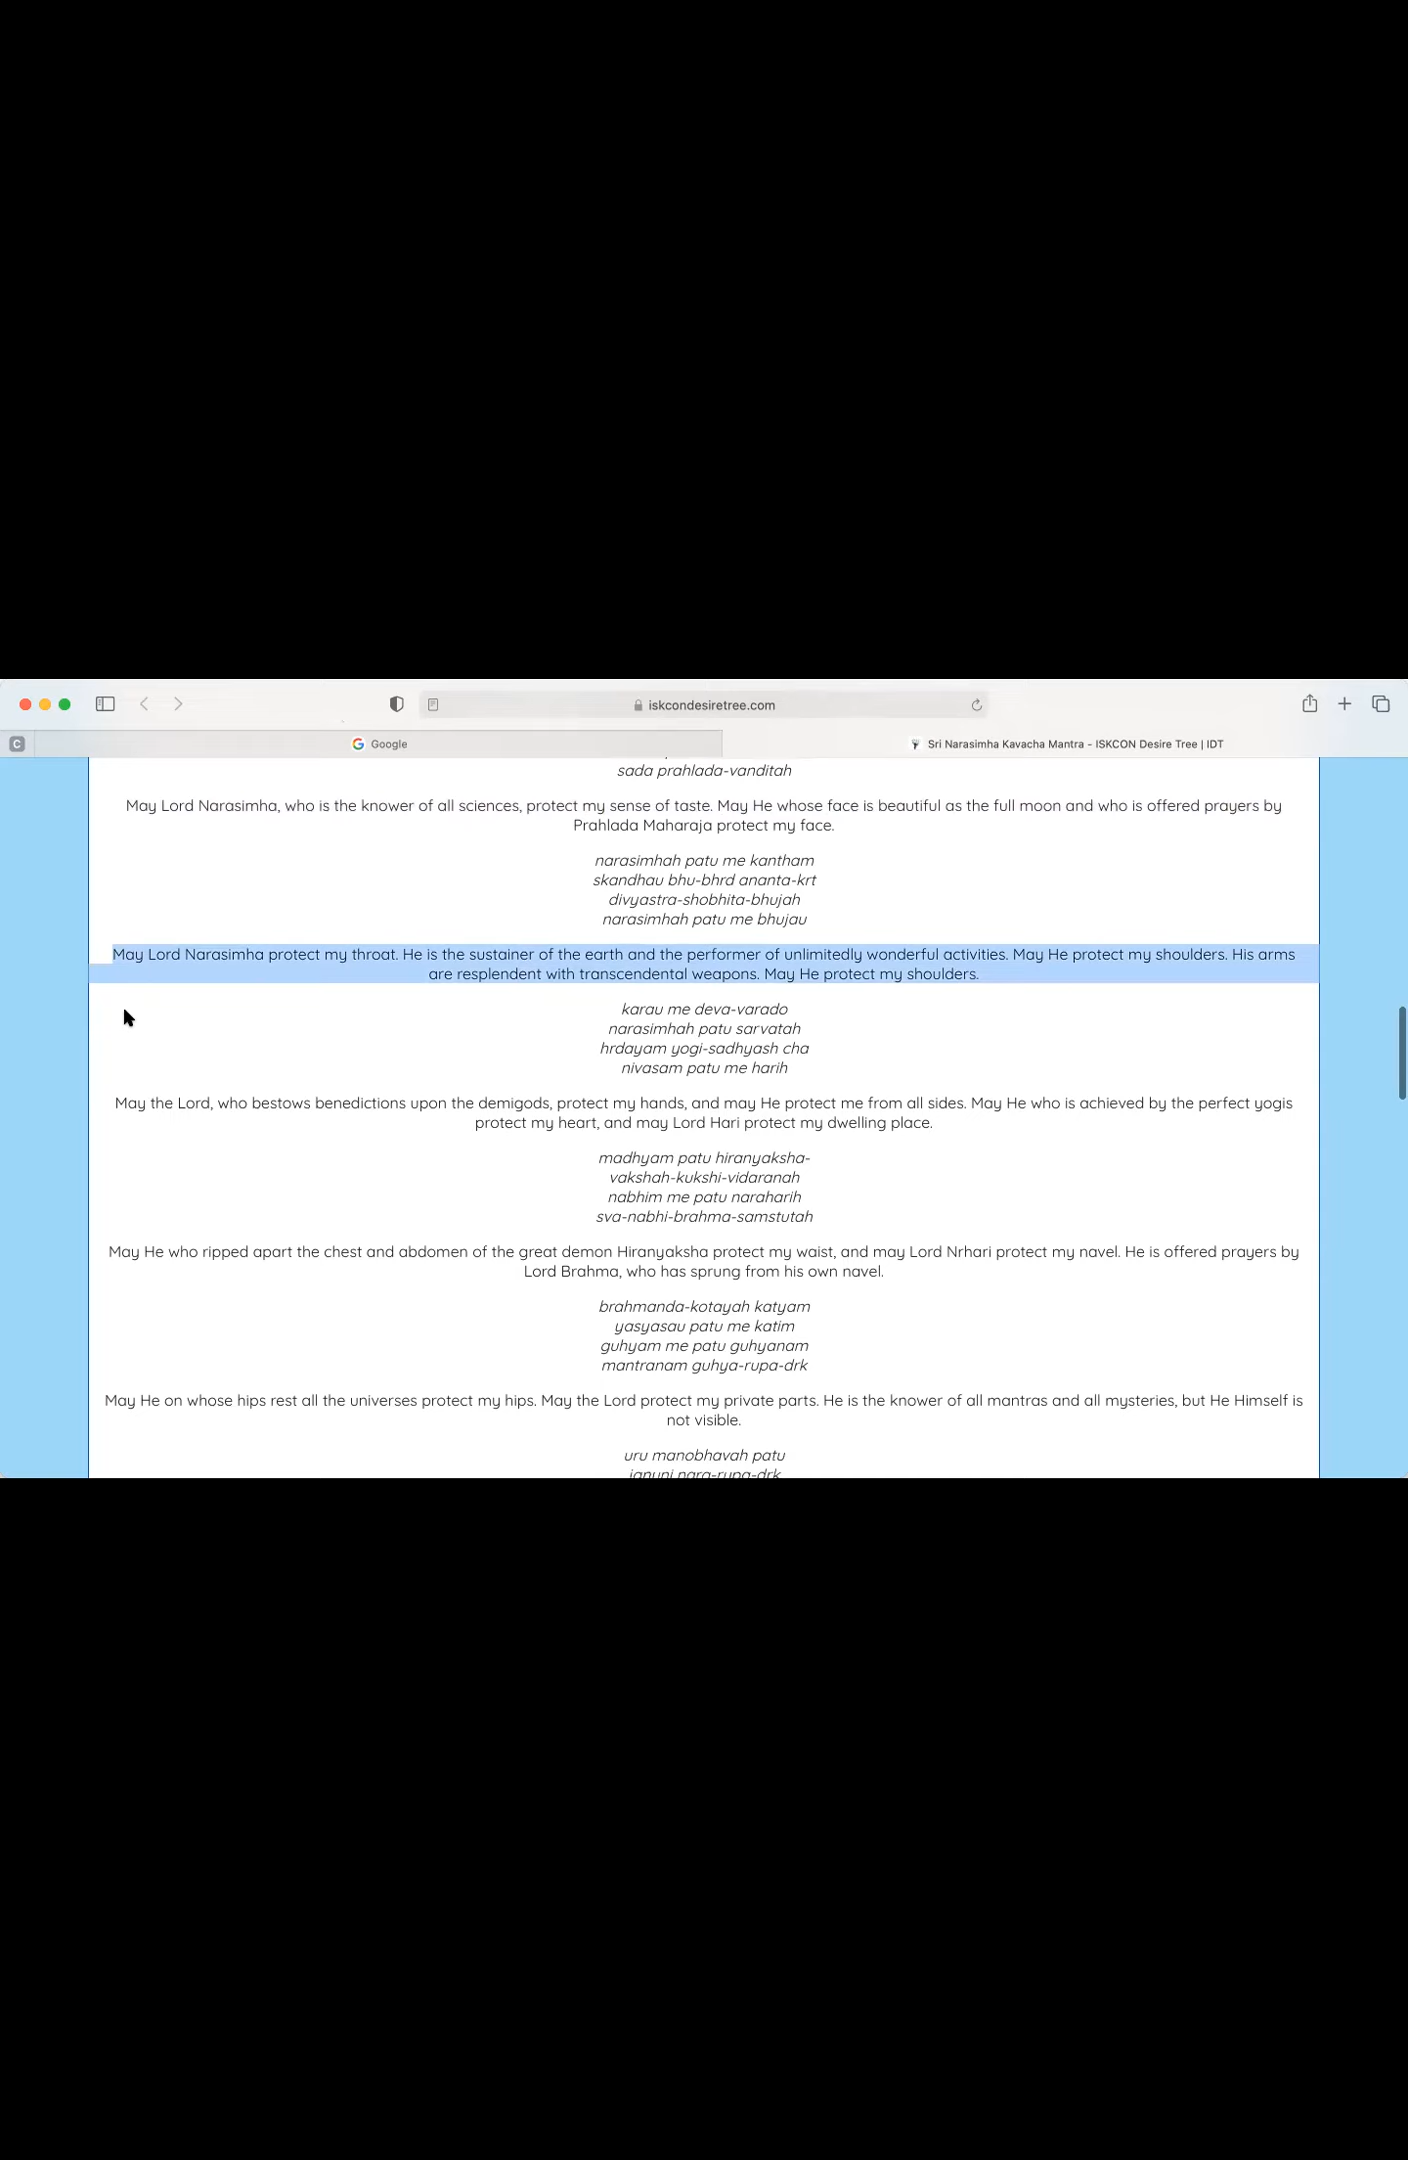 iskcondesiretree.com
C
Google
Sri Narasimha Kavacha Mantra - ISKCON Desire Tree | IDT
sada prahlada-vanditah
May Lord Narasimha, who is the knower of all sciences, protect my sense of taste. May He whose face is beautiful as the full moon and who is offered prayers by
Prahlada Maharaja protect my face.
narasimhah patu me kantham
skandhau bhu-bhrd ananta-krt
divyastra-shobhita-bhujah
narasimhah patu me bhujau
May Lord Narasimha protect my throat. He is the sustainer of the earth and the performer of unlimitedly wonderful activities. May He protect my shoulders. His arms
are resplendent with transcendental weapons. May He protect my shoulders.
karau me deva-varado
narasimhah patu sarvatah
hrdayam yogi-sadhyash cha
nivasam patu me harih
May the Lord, who bestows benedictions upon the demigods, protect my hands, and may He protect me from all sides. May He who is achieved by the perfect yogis
protect my heart, and may Lord Hari protect my dwelling place.
madhyam patu hiranyaksha-
vakshah-kukshi-vidaranah
nabhim me patu naraharih
sva-nabhi-brahma-samstutah
May He who ripped apart the chest and abdomen of the great demon Hiranyaksha protect my waist, and may Lord Nrhari protect my navel. He is offered prayers by
Lord Brahma, who has sprung from his own navel.
brahmanda-kotayah katyam
yasyasau patu me katim
guhyam me patu guhyanam
mantranam guhya-rupa-drk
May He on whose hips rest all the universes protect my hips. May the Lord protect my private parts. He is the knower of all mantras and all mysteries, but He Himself is
not visible.
uru manobhavah patu
januni nara-rupa-drk